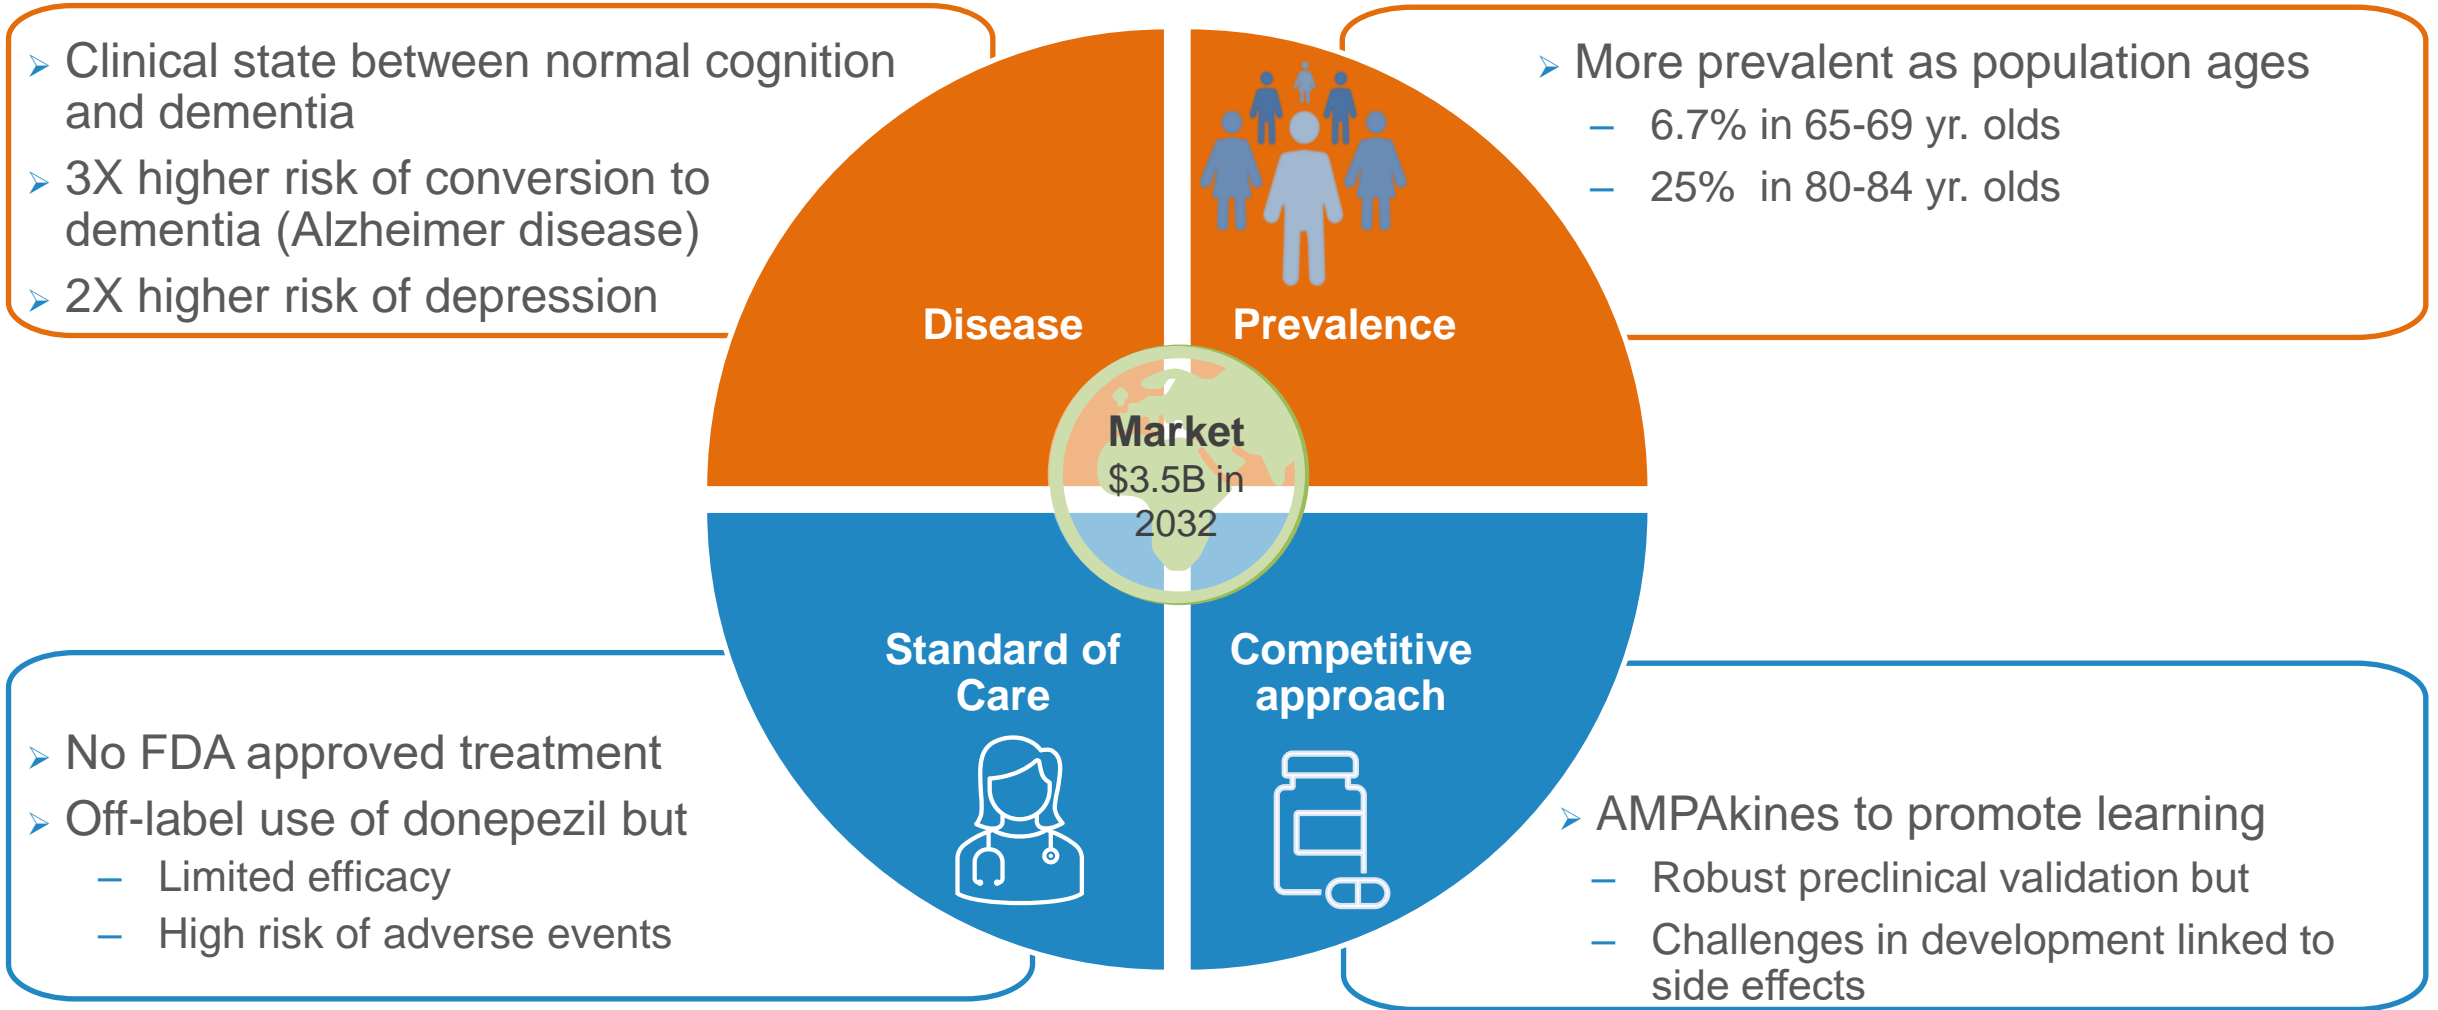 Clinical state between normal cognition
and dementia
3X higher risk of conversion to
dementia (Alzheimer disease)
2X higher risk of depression
Disease
Prevalence
More prevalent as population ages
– 6.7% in 65-69 yr. olds
– 25% in 80-84 yr. olds
Market
$3.5B in
2032
Standard of
Care
No FDA approved treatment
Off-label use of donepezil but
– Limited efficacy
– High risk of adverse events
Competitive
approach
AMPAkines to promote learning
– Robust preclinical validation but
– Challenges in development linked to
side effects